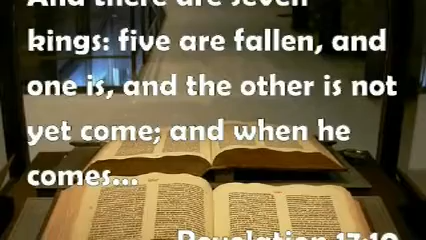 And there are seven
kings: five are fallen, and
one is, and the other is not
yet come; and when he
comes...
Revelation 17:10